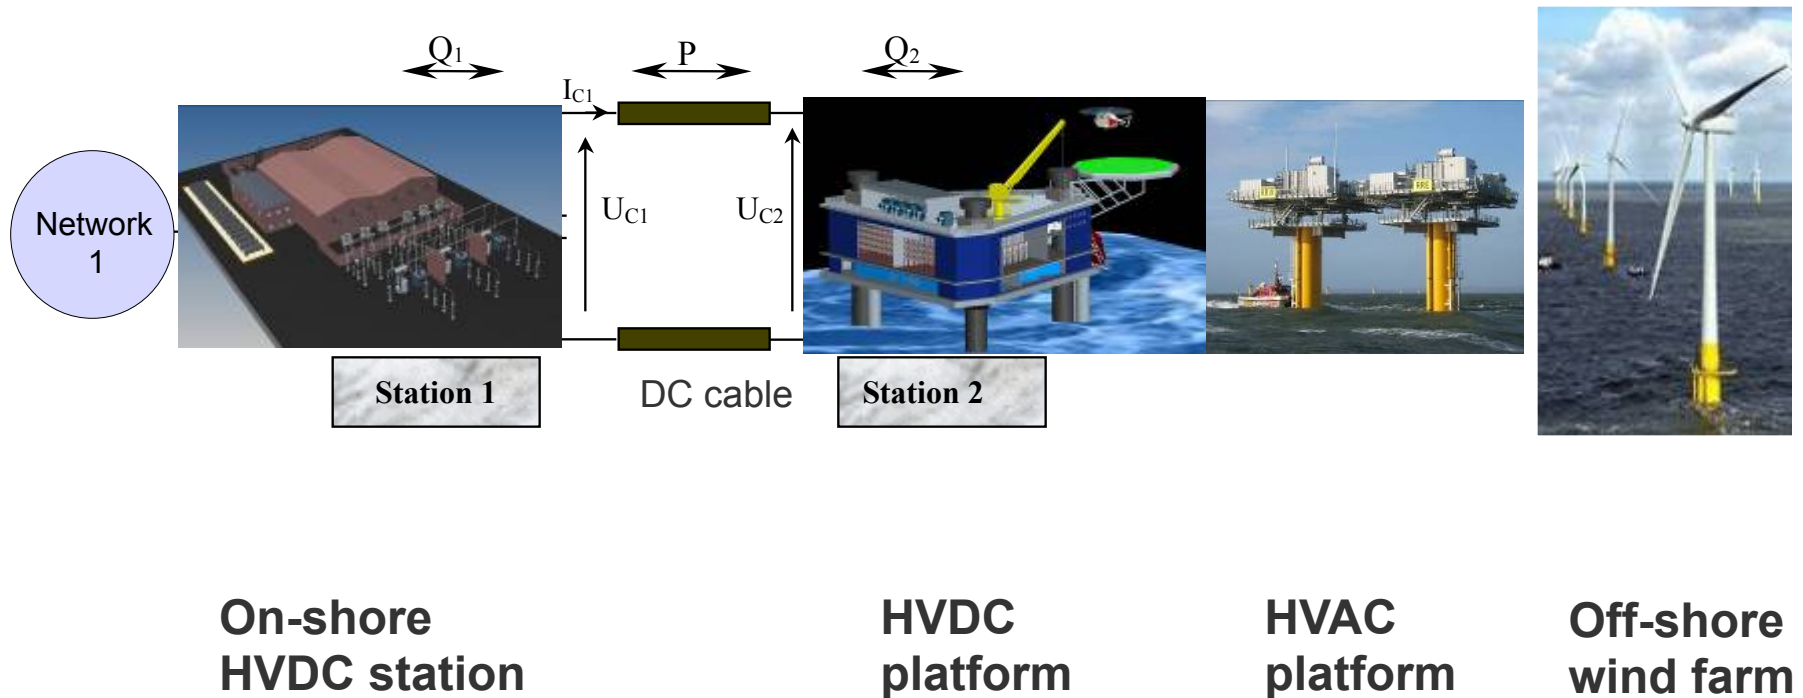 Q1
P
Q2
IC1
Network
1
UC1
UC2
Station 1
DC cable
Station 2
On-shore
HVDC station
HVDC
platform
HVAC
platform
Off-shore
wind farm